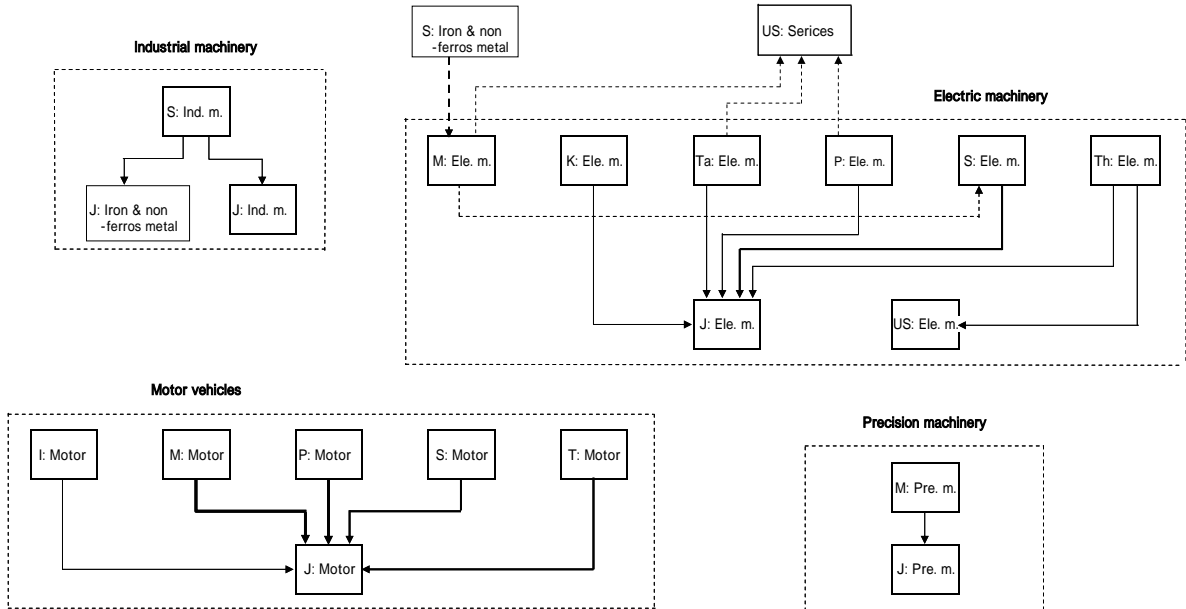 S: Iron & non
-ferros metal
US: Serices
Industrial machinery
S: Ind. m.
J: Iron & non
-ferros metal
J: Ind. m.
Electric machinery
M: Ele. m.
K: Ele. m.
Ta: Ele. m.
P: Ele. m.
S: Ele. m.
Th: Ele. m.
J: Ele. m.
US: Ele. m.
Motor vehicles
I: Motor
M: Motor
P: Motor
S: Motor
T: Motor
J: Motor
Precision machinery
M: Pre. m.
J: Pre. m.